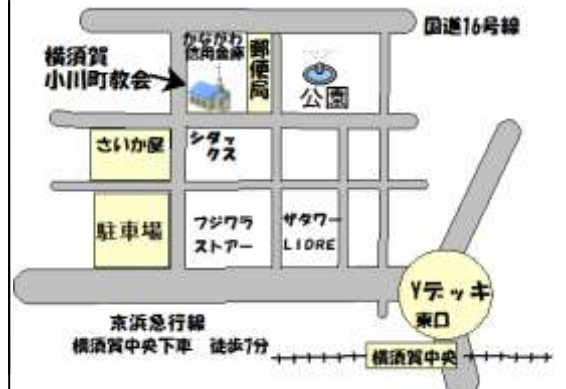 国道16号線
かながわ
信用金庫
郵便局
横須賀
小川町教会
公園
さいか屋
シダッ
クス
駐車場
フジワラ
ストアー
ザタワー
LIORE
Yデッキ
東口
京浜急行線
横須賀中央下車 徒歩7分
横須賀中央